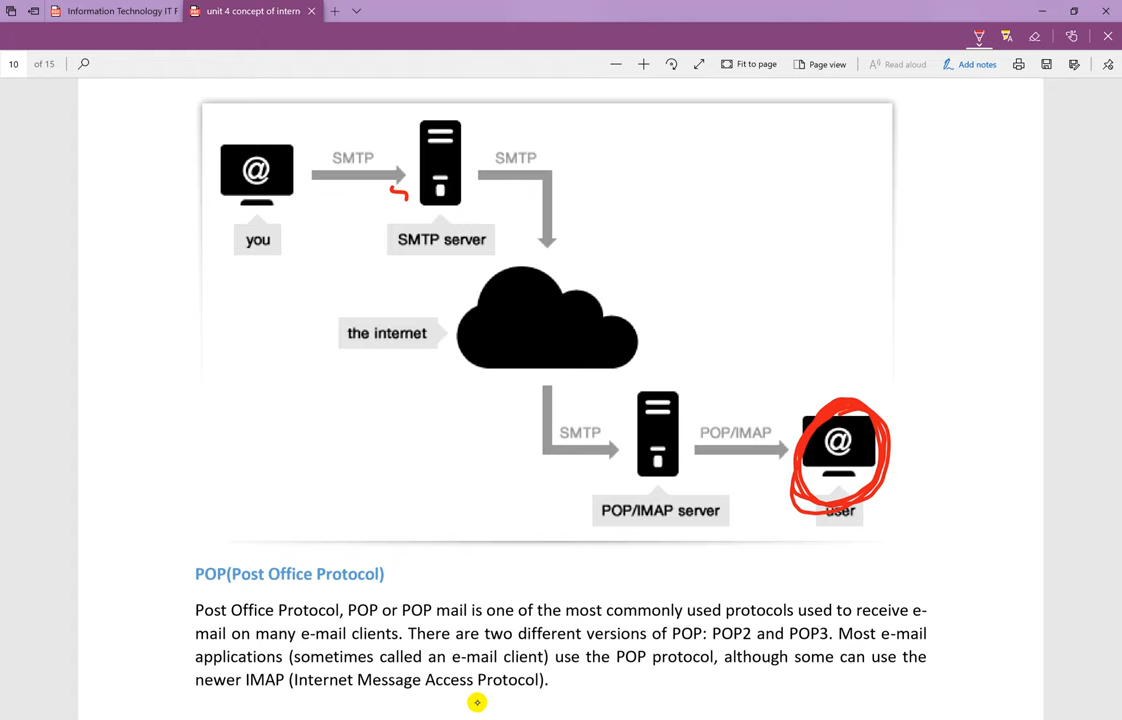 Information Technology IT F
unit 4 concept of intern
10 of 15
Fit to page
Page view
Read aloud
Add notes
@
SMTP
SMTP
you
SMTP server
the internet
SMTP
POP/IMAP
@
POP/IMAP server
user
POP(Post Office Protocol)
Post Office Protocol, POP or POP mail is one of the most commonly used protocols used to receive e-
mail on many e-mail clients. There are two different versions of POP: POP2 and POP3. Most e-mail
applications (sometimes called an e-mail client) use the POP protocol, although some can use the
newer IMAP (Internet Message Access Protocol).